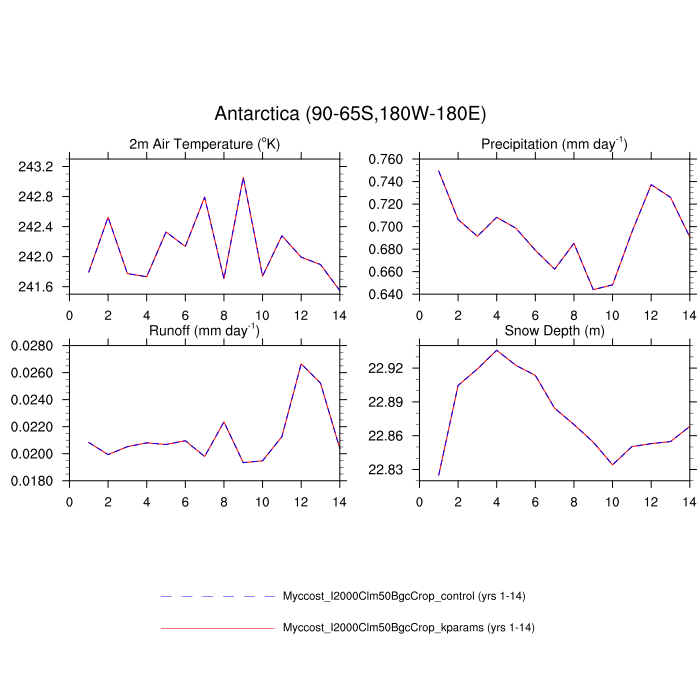 Antarctica (90-65S,180W-180E)
2m Air Temperature (°K)
243.2
242.8
242.4
242.0
241.6
0 2 4 6 8 10 12 14
Precipitation (mm day⁻¹)
0.760
0.740
0.720
0.700
0.680
0.660
0.640
0 2 4 6 8 10 12 14
Runoff (mm day⁻¹)
0.0280
0.0260
0.0240
0.0220
0.0200
0.0180
0 2 4 6 8 10 12 14
Snow Depth (m)
22.92
22.89
22.86
22.83
0 2 4 6 8 10 12 14
Myccost_I2000Clm50BgcCrop_control (yrs 1-14)
Myccost_I2000Clm50BgcCrop_kparams (yrs 1-14)